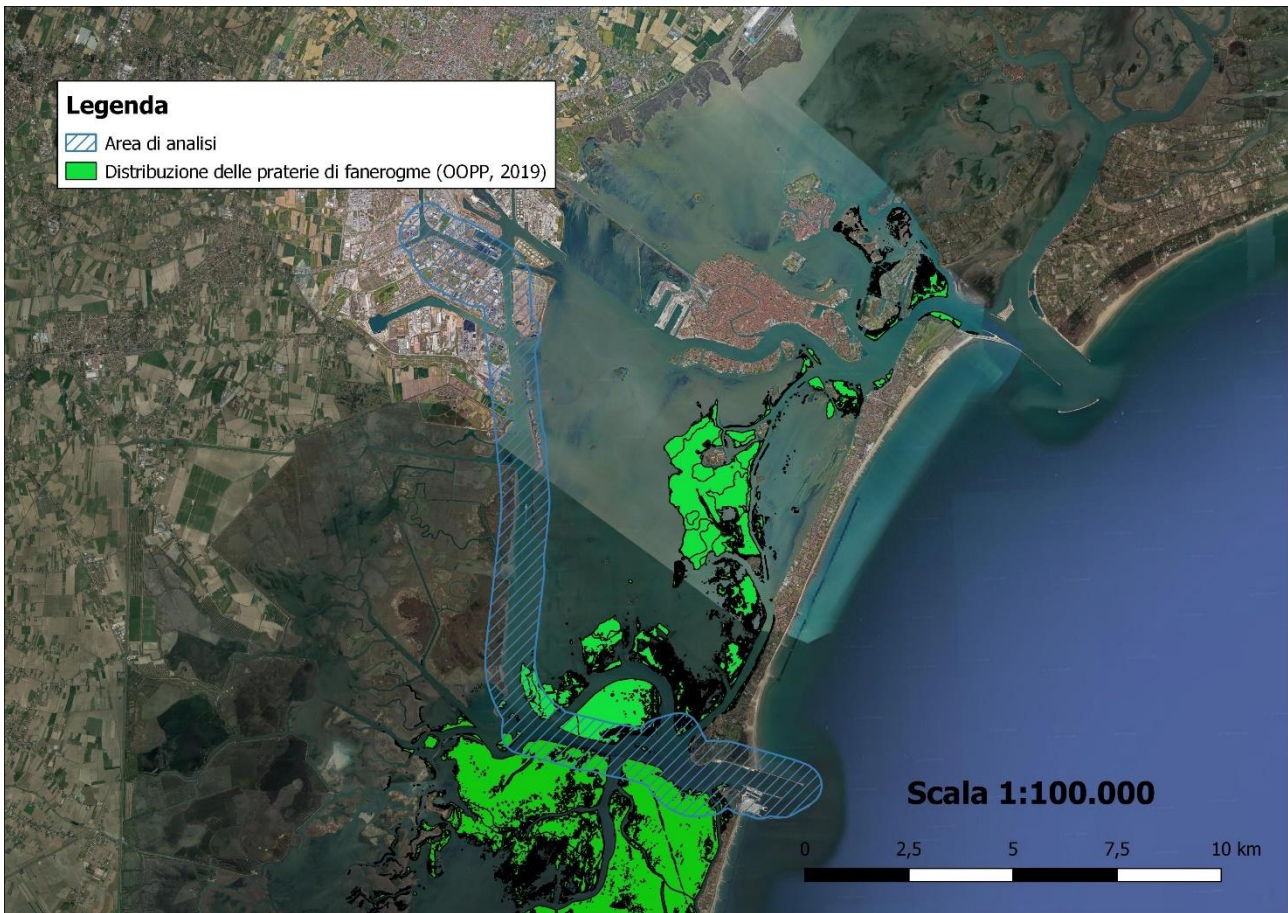 Legenda
Area di analisi
Distribuzione delle praterie di fanerogme (OOPP, 2019)
Scala 1:100.000
0 2,5 5 7,5 10 km